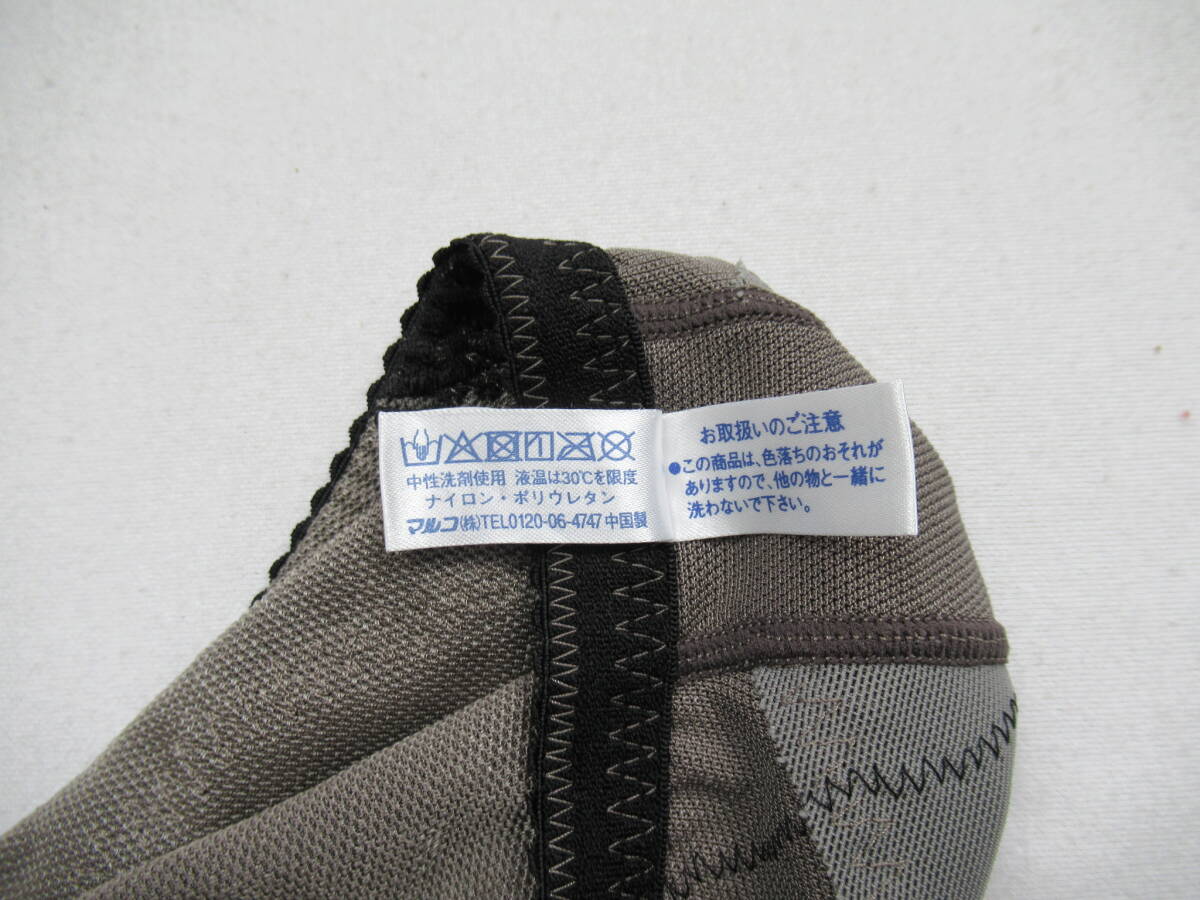 中性洗剤使用 液温は30℃を限度
ナイロン・ポリウレタン
マルコ(株)TEL0120-06-4747 中国製
お取扱いのご注意
●この商品は、色落ちのおそれが
ありますので、他の物と一緒に
洗わないで下さい。